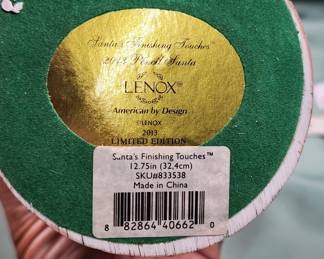 Santa's Finishing Touches™
2013 Pencil Santa
LENOX®
American by Design
©LENOX
2013
LIMITED EDITION
Santa's Finishing Touches™
12.75in (32.4cm)
SKU#833538
Made in China
8 82864 40662 0